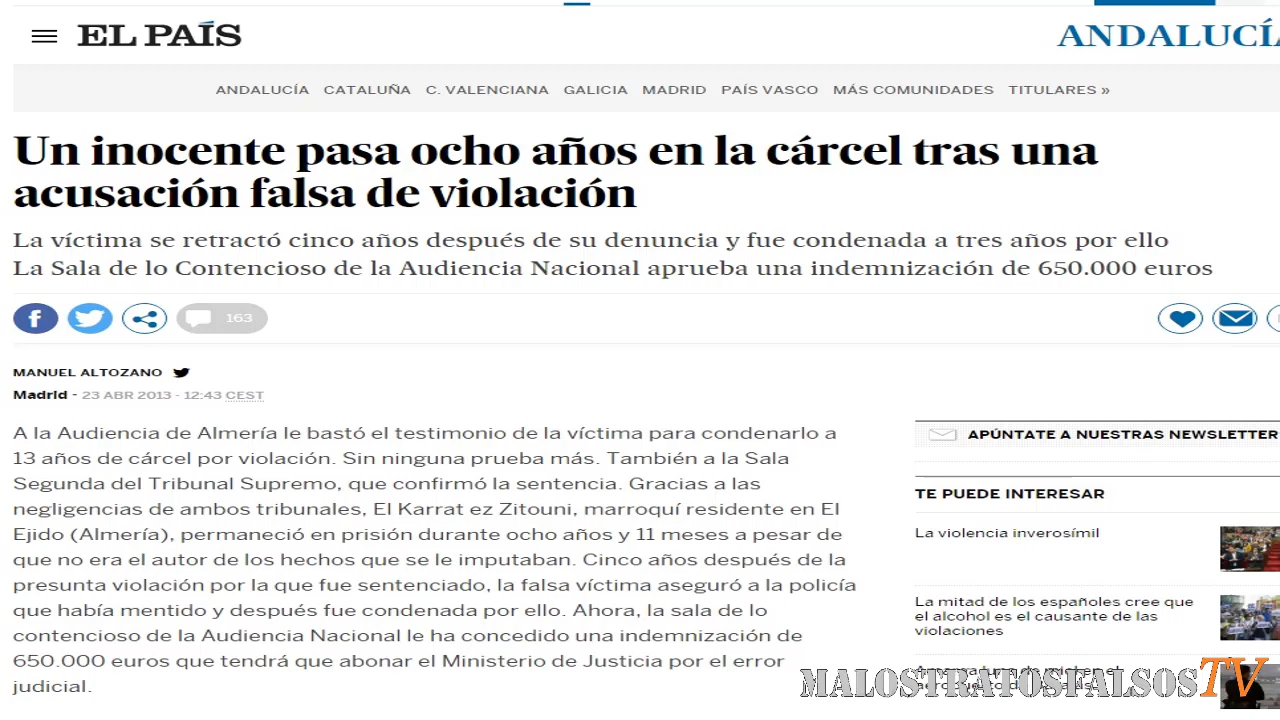 EL PAÍS
ANDALUCÍA
ANDALUCÍA CATALUÑA C. VALENCIANA GALICIA MADRID PAÍS VASCO MÁS COMUNIDADES TITULARES »
Un inocente pasa ocho años en la cárcel tras una
acusación falsa de violación
La víctima se retractó cinco años después de su denuncia y fue condenada a tres años por ello
La Sala de lo Contencioso de la Audiencia Nacional aprueba una indemnización de 650.000 euros
163
MANUEL ALTOZANO
Madrid - 23 ABR 2013 - 12:43 CEST
A la Audiencia de Almería le bastó el testimonio de la víctima para condenarlo a
13 años de cárcel por violación. Sin ninguna prueba más. También a la Sala
Segunda del Tribunal Supremo, que confirmó la sentencia. Gracias a las
negligencias de ambos tribunales, El Karrat ez Zitouni, marroquí residente en El
Ejido (Almería), permaneció en prisión durante ocho años y 11 meses a pesar de
que no era el autor de los hechos que se le imputaban. Cinco años después de la
presunta violación por la que fue sentenciado, la falsa víctima aseguró a la policía
que había mentido y después fue condenada por ello. Ahora, la sala de lo
contencioso de la Audiencia Nacional le ha concedido una indemnización de
650.000 euros que tendrá que abonar el Ministerio de Justicia por el error
judicial.
APÚNTATE A NUESTRAS NEWSLETTER
TE PUEDE INTERESAR
La violencia inverosímil
La mitad de los españoles cree que
el alcohol es el causante de las
violaciones
MALOSTRATOSFALSOSTV